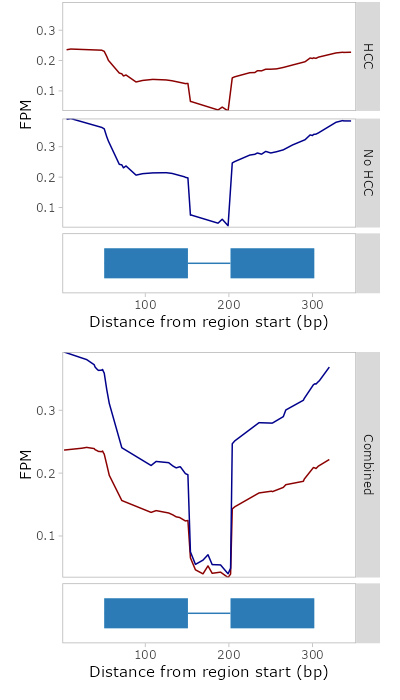 0.3
0.2
0.1
HCC
FPM
0.3
0.2
0.1
No HCC
100 200 300
Distance from region start (bp)
0.3
0.2
0.1
FPM
Combined
100 200 300
Distance from region start (bp)